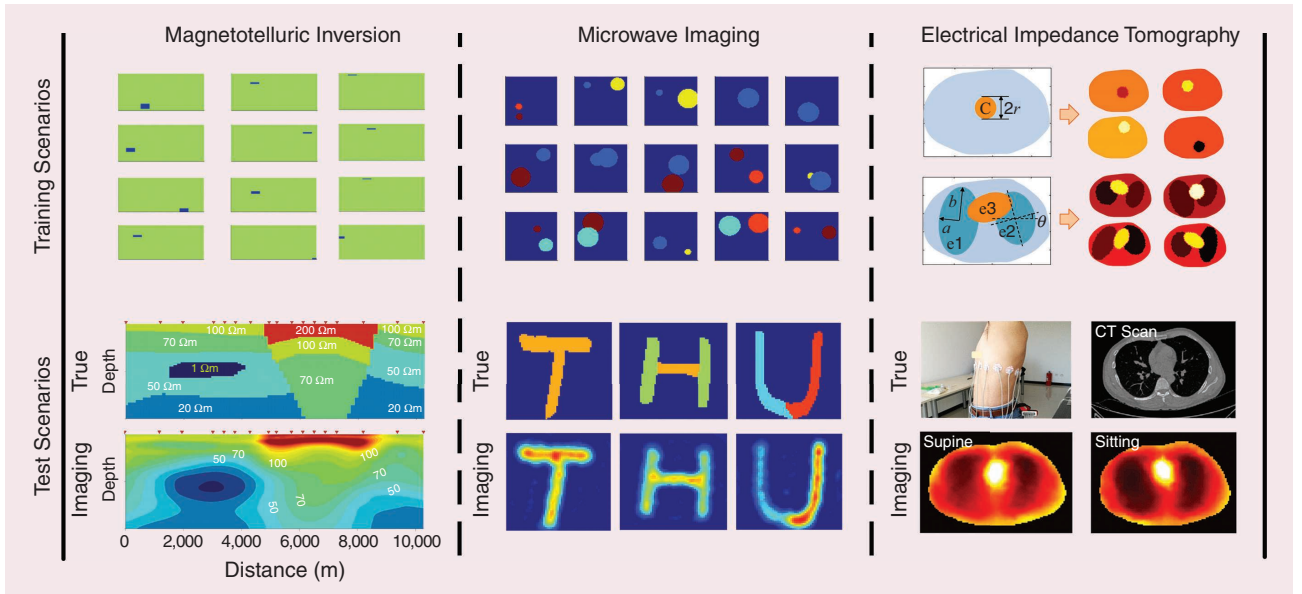 Magnetotelluric Inversion
Microwave Imaging
Electrical Impedance Tomography
Training Scenarios
C
2r
b
a
e1
e3
e2
θ
Test Scenarios
True
Depth
100 Ωm
200 Ωm
100 Ωm
70 Ωm
100 Ωm
70 Ωm
1 Ωm
70 Ωm
50 Ωm
50 Ωm
20 Ωm
20 Ωm
Imaging
Depth
50
70
100
100
70
50
70
50
0
2,000
4,000
6,000
8,000
10,000
Distance (m)
True
Imaging
True
CT Scan
Imaging
Supine
Sitting